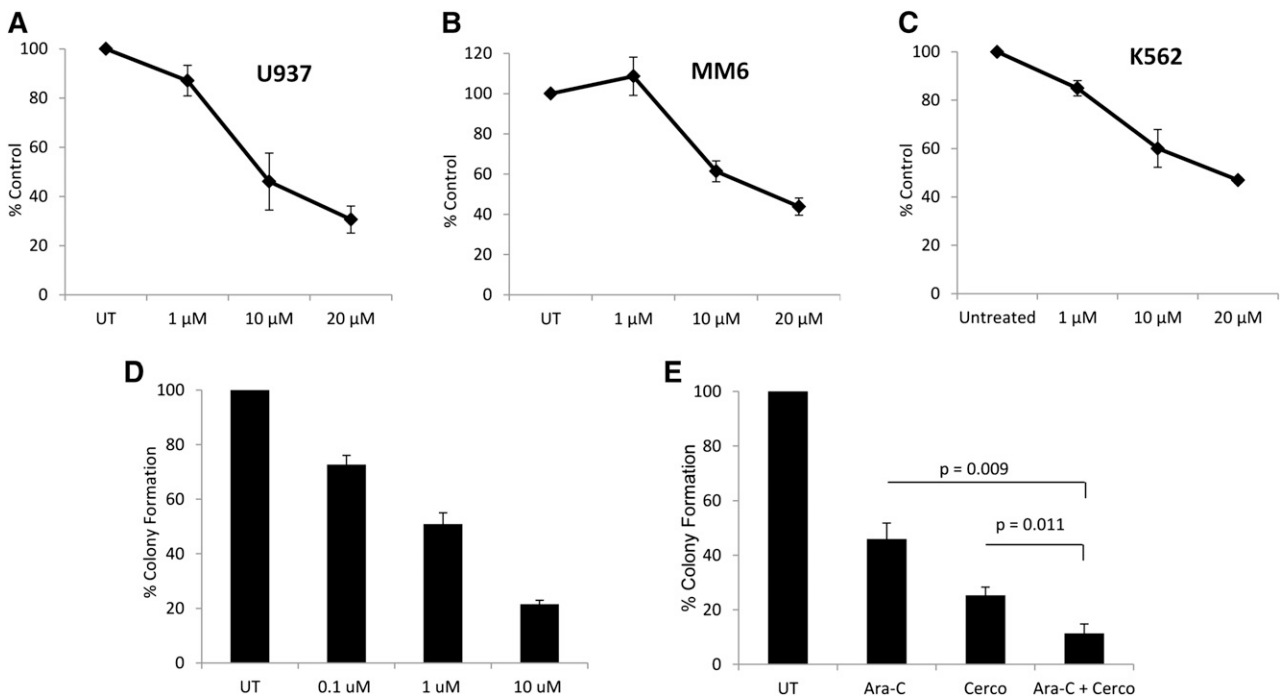 A
U937
% Control
100
80
60
40
20
0
UT 1 µM 10 µM 20 µM
B
MM6
% Control
120
100
80
60
40
20
0
UT 1 µM 10 µM 20 µM
C
K562
% Control
100
80
60
40
20
0
Untreated 1 µM 10 µM 20 µM
D
% Colony Formation
100
80
60
40
20
0
UT 0.1 uM 1 uM 10 uM
E
% Colony Formation
100
80
60
40
20
0
p = 0.009
p = 0.011
UT Ara-C Cerco Ara-C + Cerco